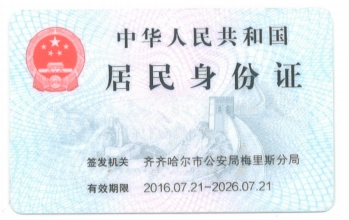 中华人民共和国
居民身份证
签发机关 齐齐哈尔市公安局梅里斯分局
有效期限 2016.07.21-2026.07.21